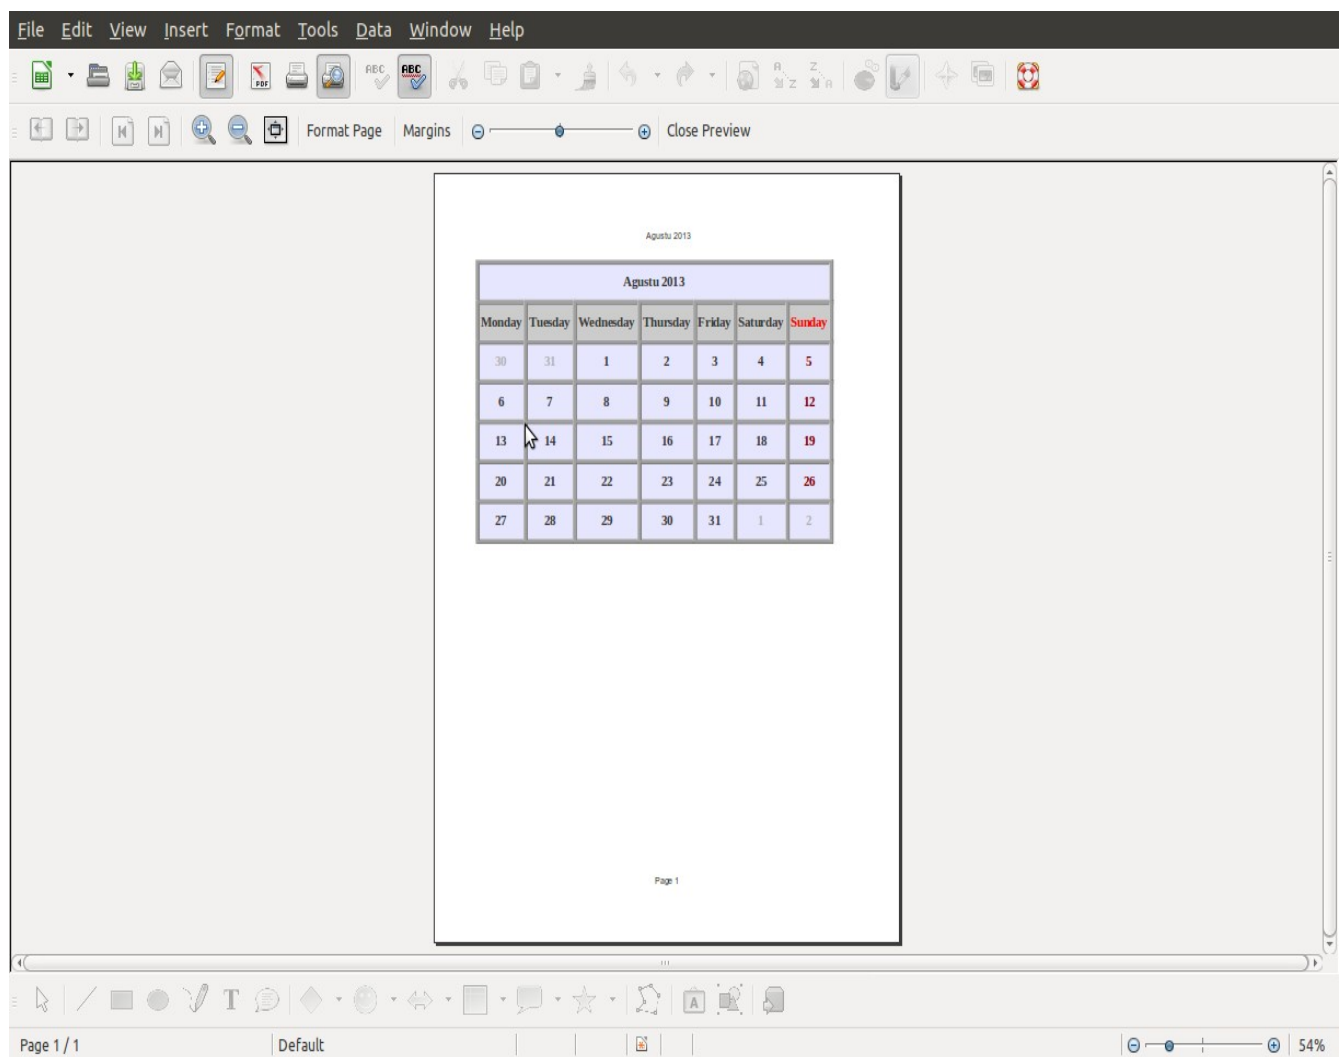 File Edit View Insert Format Tools Data Window Help
PDF ABC ABC A Z Z A
Format Page Margins Close Preview
Agustu 2013
Agustu 2013
Monday Tuesday Wednesday Thursday Friday Saturday Sunday
30 31 1 2 3 4 5
6 7 8 9 10 11 12
13 14 15 16 17 18 19
20 21 22 23 24 25 26
27 28 29 30 31 1 2
Page 1
T A
Page 1 / 1 Default 54%